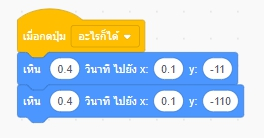 เมื่อกดปุ่ม อะไรก็ได้
เหิน 0.4 วินาที ไปยัง x: 0.1 y: -11
เหิน 0.4 วินาที ไปยัง x: 0.1 y: -110